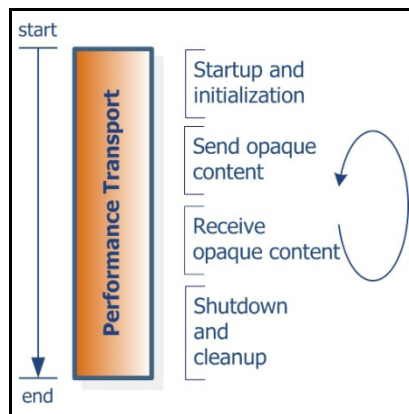 start
Performance Transport
Startup and
initialization
Send opaque
content
Receive
opaque content
Shutdown
and
cleanup
end